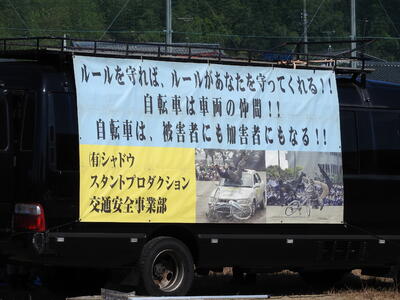 ルールを守れば、ルールがあなたを守ってくれる！！
自転車は車両の仲間！！
自転車は、被害者にも加害者にもなる！！
㈲シャドウ
スタントプロダクション
交通安全事業部